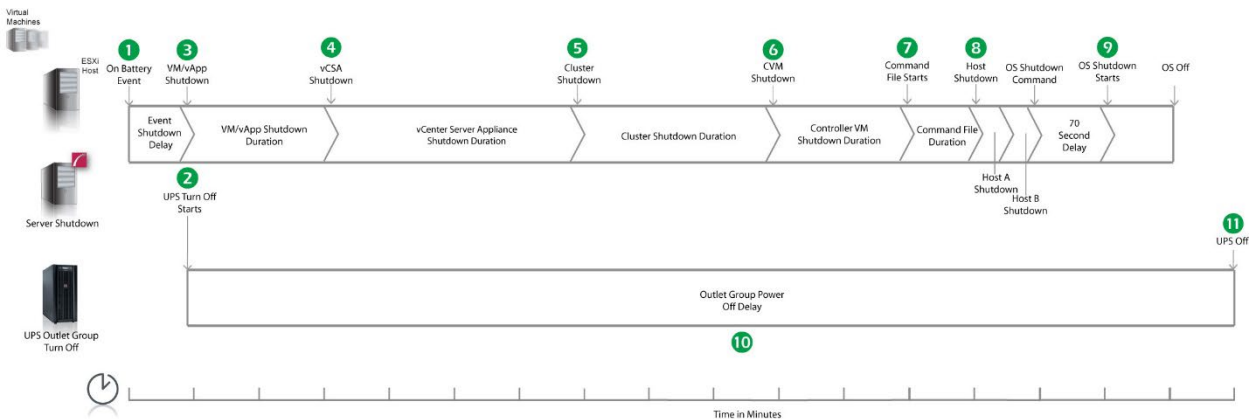 Virtual
Machines
ESXi
Host
1
On Battery
Event
3
VM/vApp
Shutdown
4
vCSA
Shutdown
5
Cluster
Shutdown
6
CVM
Shutdown
7
Command
File Starts
8
Host
Shutdown
OS Shutdown
Command
9
OS Shutdown
Starts
OS Off
Event
Shutdown
Delay
VM/vApp Shutdown
Duration
vCenter Server Appliance
Shutdown Duration
Cluster Shutdown Duration
Controller VM
Shutdown Duration
Command File
Duration
70
Second
Delay
Host A
Shutdown
Host B
Shutdown
2
UPS Turn Off
Starts
Server Shutdown
11
UPS Off
Outlet Group Power
Off Delay
10
UPS Outlet Group
Turn Off
Time in Minutes